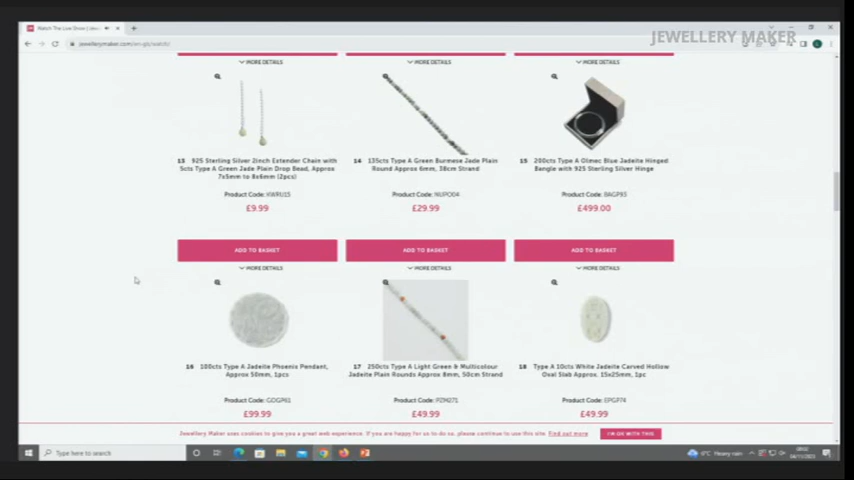 Watch The Live Show | Jew
JEWELLERY MAKER
jewellerymaker.com/en-gb/watch/
MORE DETAILS
MORE DETAILS
MORE DETAILS
13 925 Sterling Silver 2inch Extender Chain with
5cts Type A Green Jade Plain Drop Bead, Approx
7x5mm to 8x6mm (2pcs)
Product Code: KWRU15
£9.99
14 135cts Type A Green Burmese Jade Plain
Round Approx 6mm, 38cm Strand
Product Code: NUPO04
£29.99
15 200cts Type A Olmec Blue Jadeite Hinged
Bangle with 925 Sterling Silver Hinge
Product Code: BAGP93
£499.00
ADD TO BASKET
ADD TO BASKET
ADD TO BASKET
MORE DETAILS
MORE DETAILS
MORE DETAILS
16 100cts Type A Jadeite Phoenix Pendant,
Approx 50mm, 1pcs
Product Code: GOGP61
£99.99
17 250cts Type A Light Green & Multicolour
Jadeite Plain Rounds Approx 8mm, 50cm Strand
Product Code: PZM271
£49.99
18 Type A 10cts White Jadeite Carved Hollow
Oval Slab Approx. 15x25mm, 1pc
Product Code: EPGP74
£49.99
Jewellery Maker uses cookies to give you a great web experience. If you are happy for us to do so, please continue to use this site. Find out more
I'M OK WITH THIS
Type here to search
Heavy rain